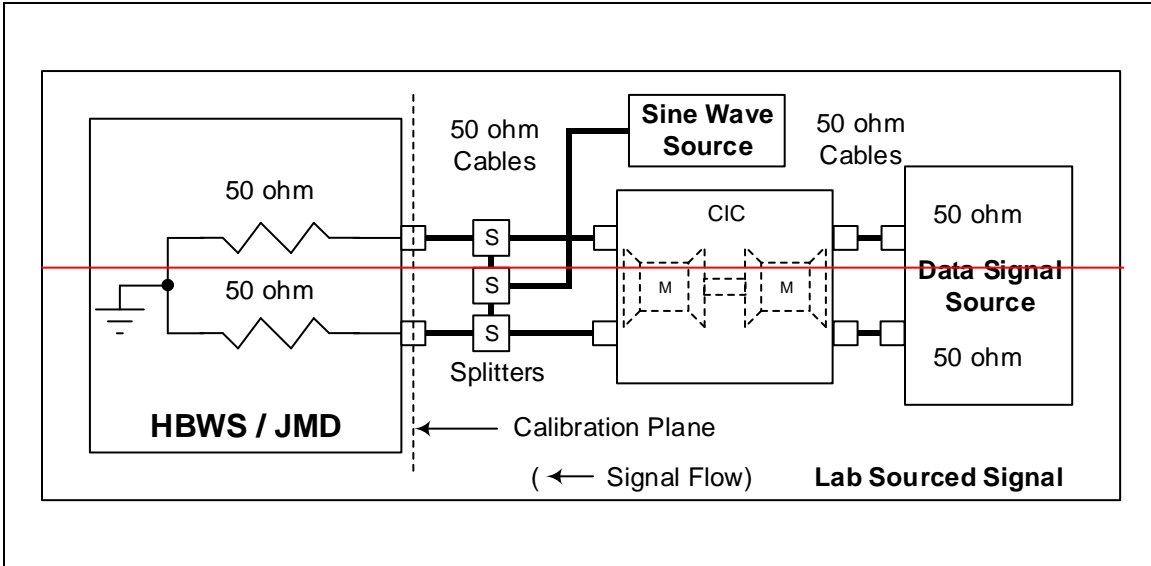 50 ohm
Cables
Sine Wave
Source
50 ohm
Cables
50 ohm
S
CIC
50 ohm
50 ohm
S
M
M
Data Signal
Source
S
50 ohm
Splitters
HBWS / JMD
Calibration Plane
( Signal Flow)
Lab Sourced Signal